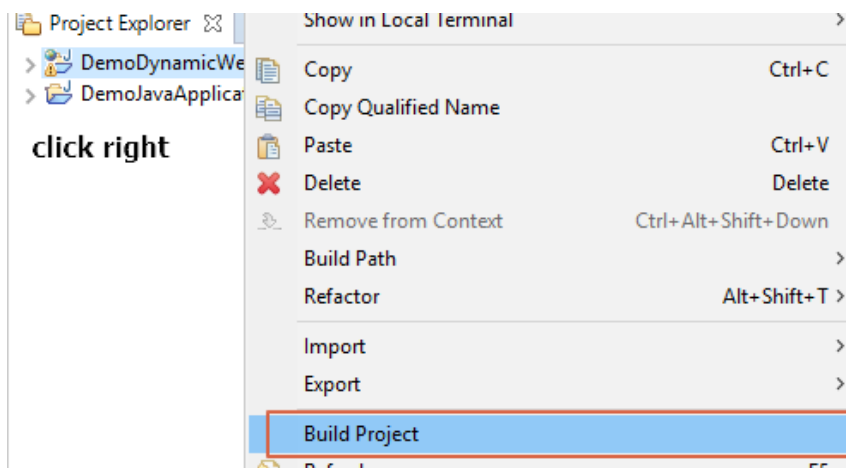 Project Explorer
DemoDynamicWe
DemoJavaApplica
click right
Show in Local Terminal
Copy Ctrl+C
Copy Qualified Name
Paste Ctrl+V
Delete Delete
Remove from Context Ctrl+Alt+Shift+Down
Build Path
Refactor Alt+Shift+T
Import
Export
Build Project